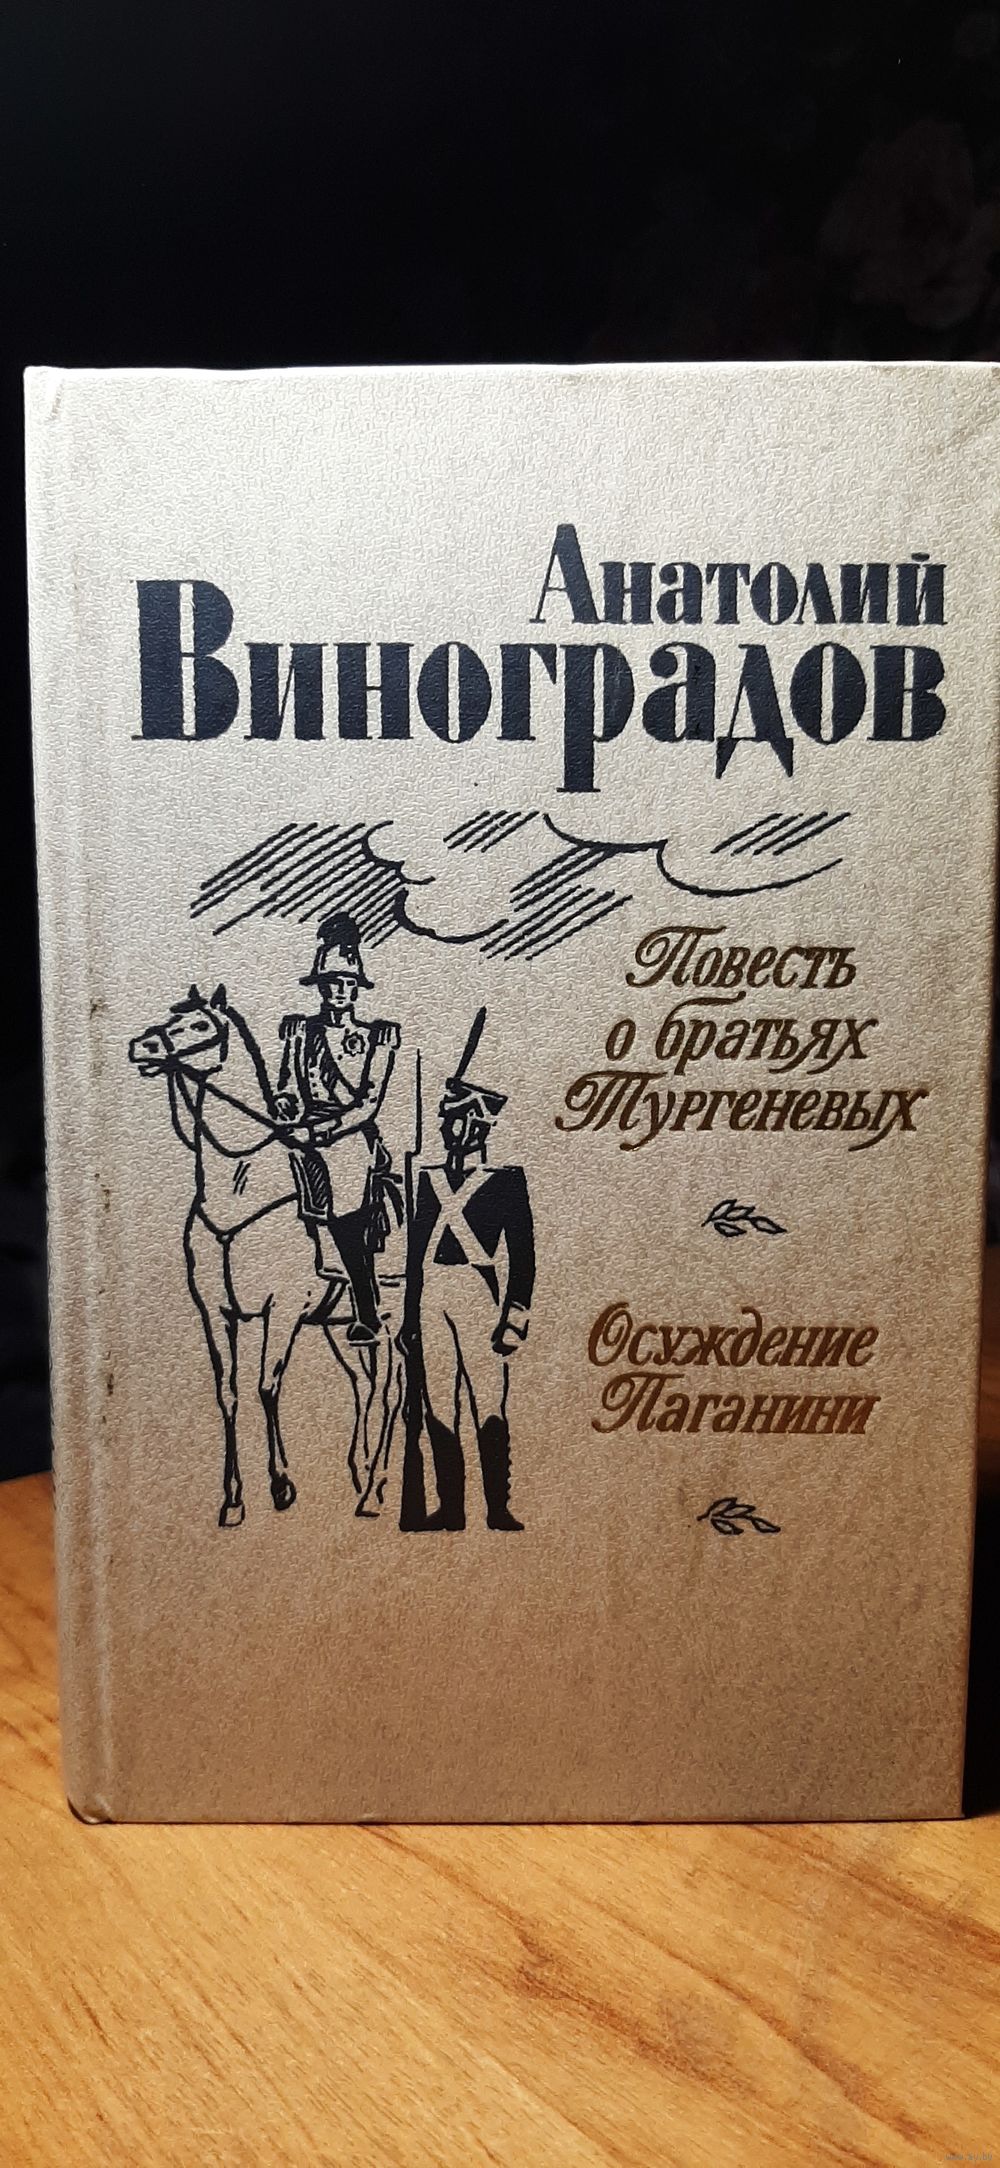 Анатолий
Виноградов
Повесть
о братьях
Тургеневых
Осуждение
Паганини